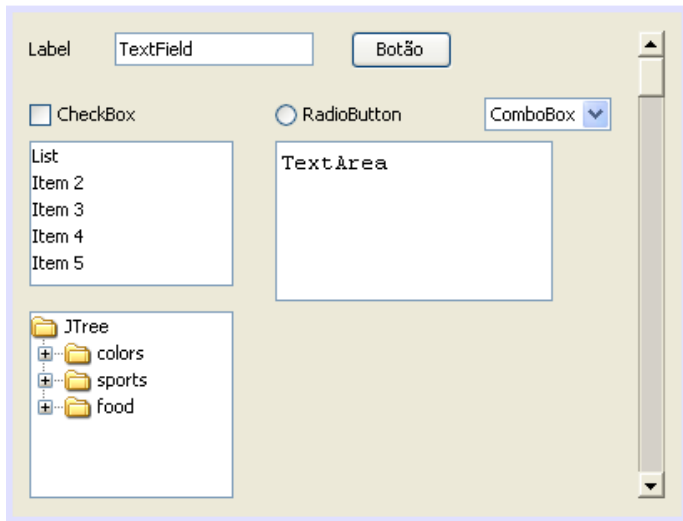 Label TextField Botão
CheckBox RadioButton ComboBox
List
Item 2
Item 3
Item 4
Item 5
TextArea
JTree
colors
sports
food